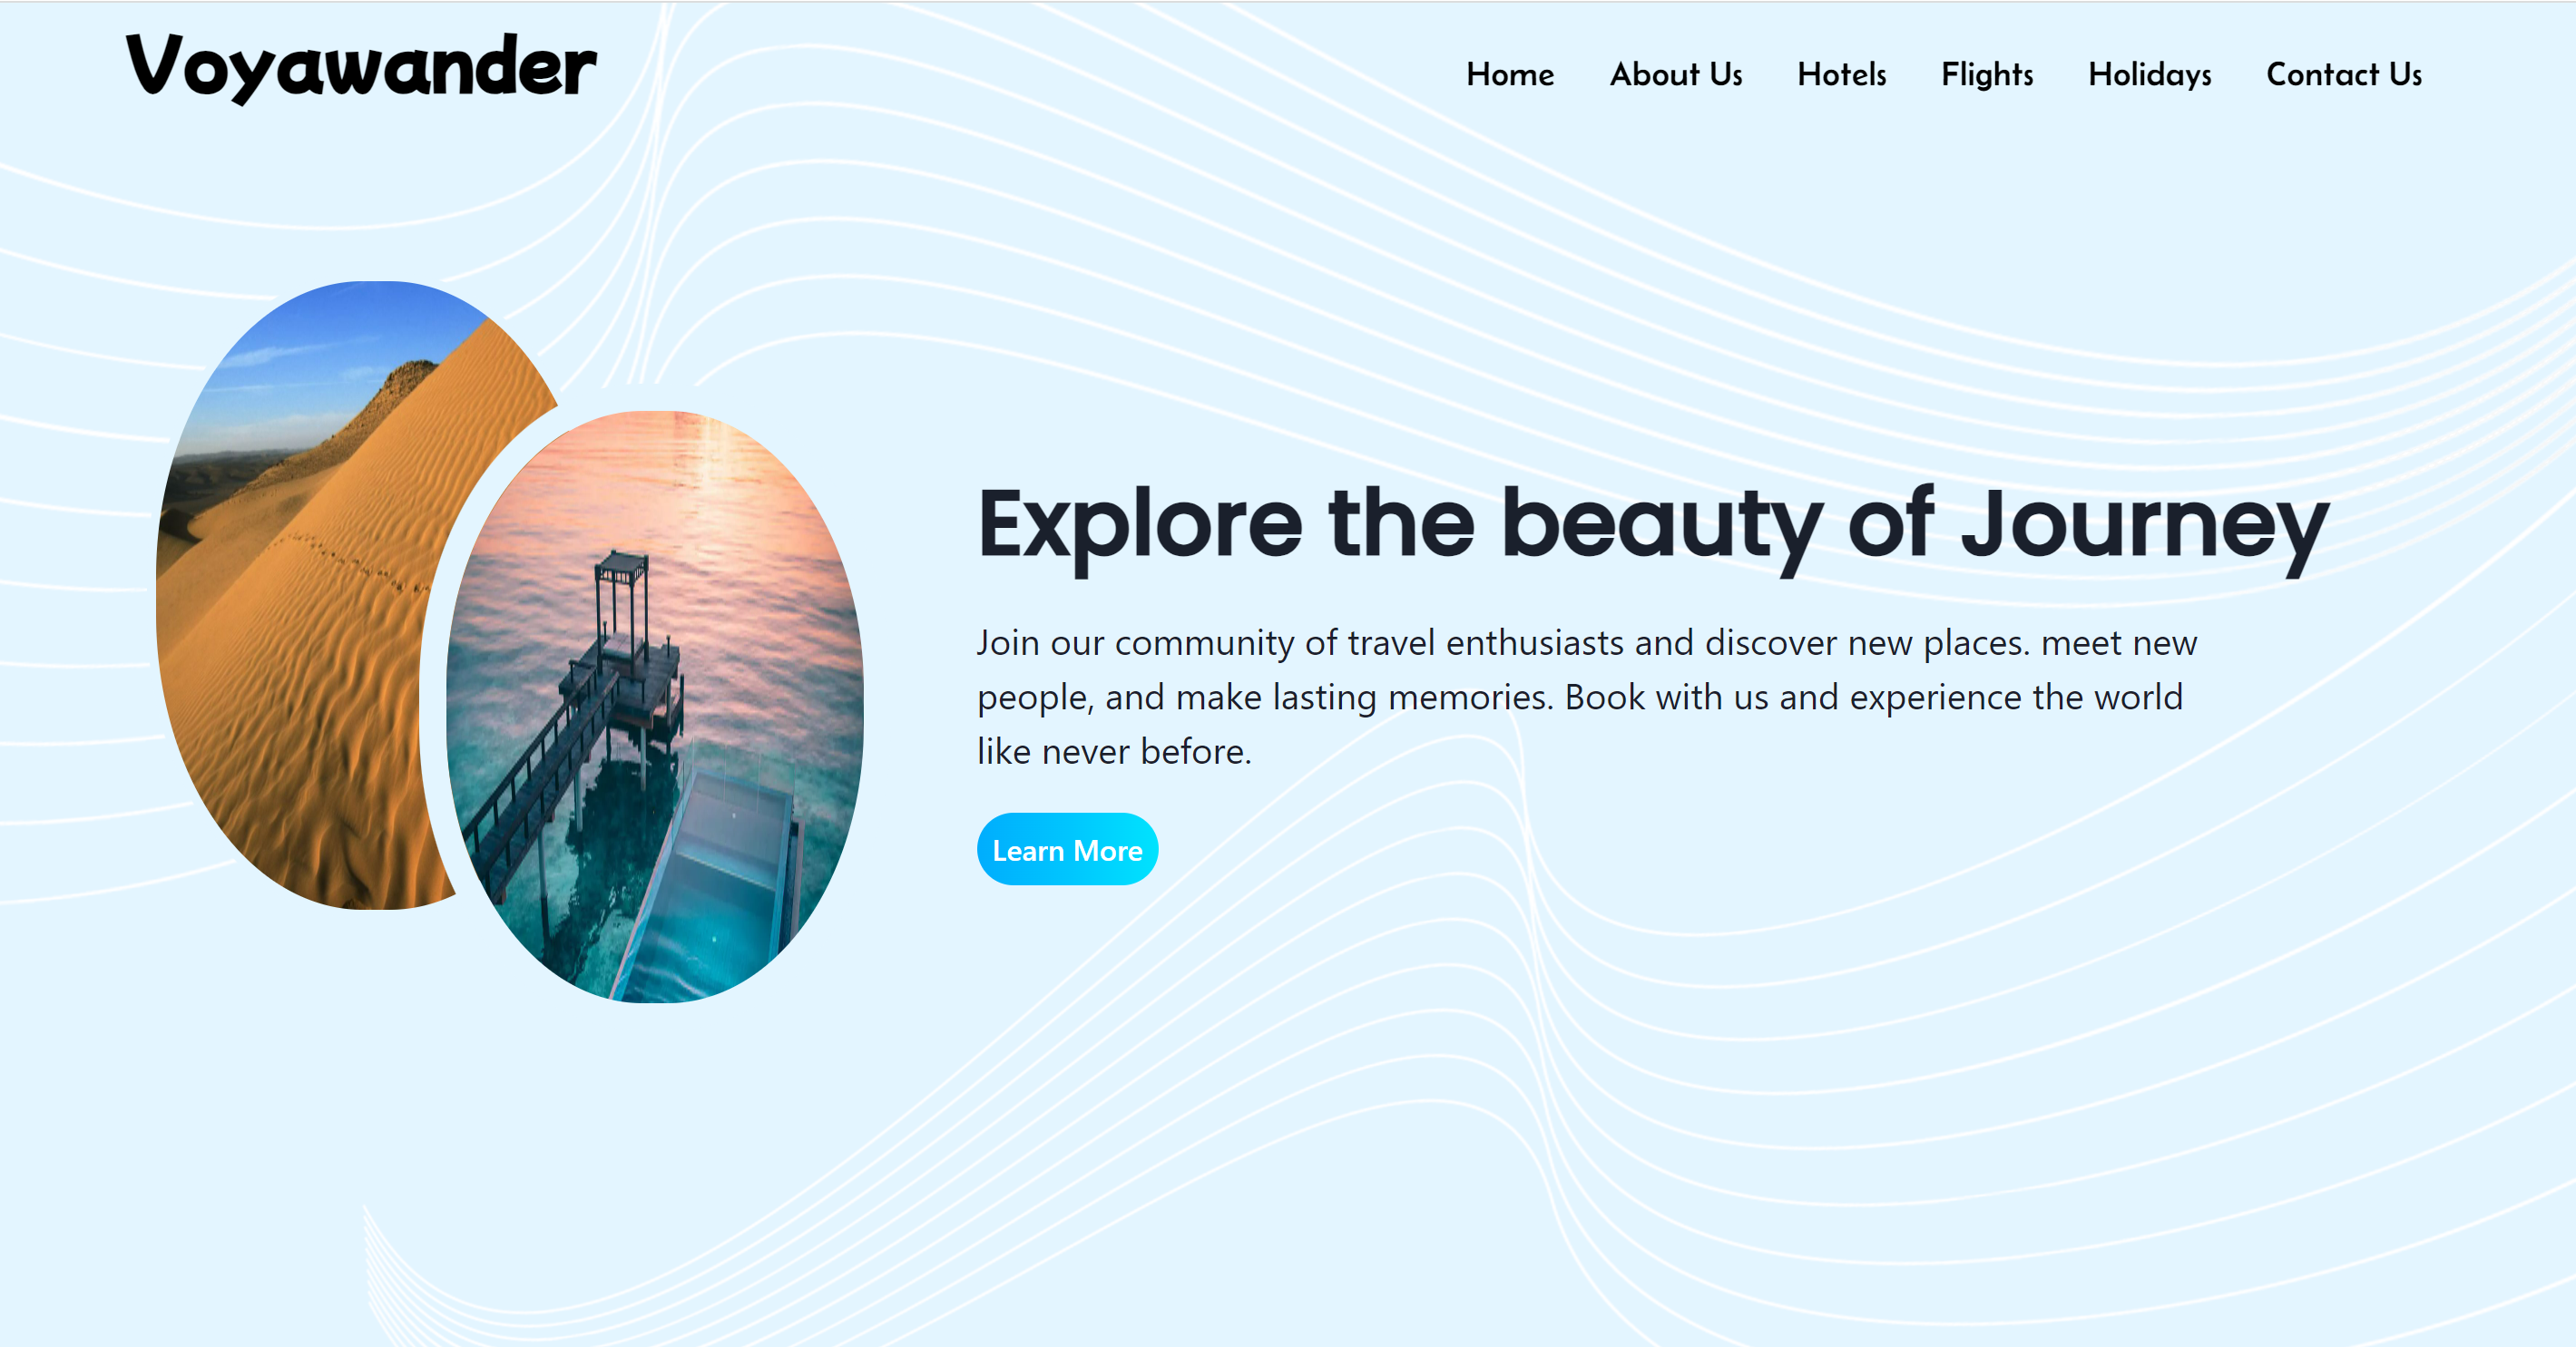 Voyawander
Home About Us Hotels Flights Holidays Contact Us
Explore the beauty of Journey
Join our community of travel enthusiasts and discover new places. meet new
people, and make lasting memories. Book with us and experience the world
like never before.
Learn More